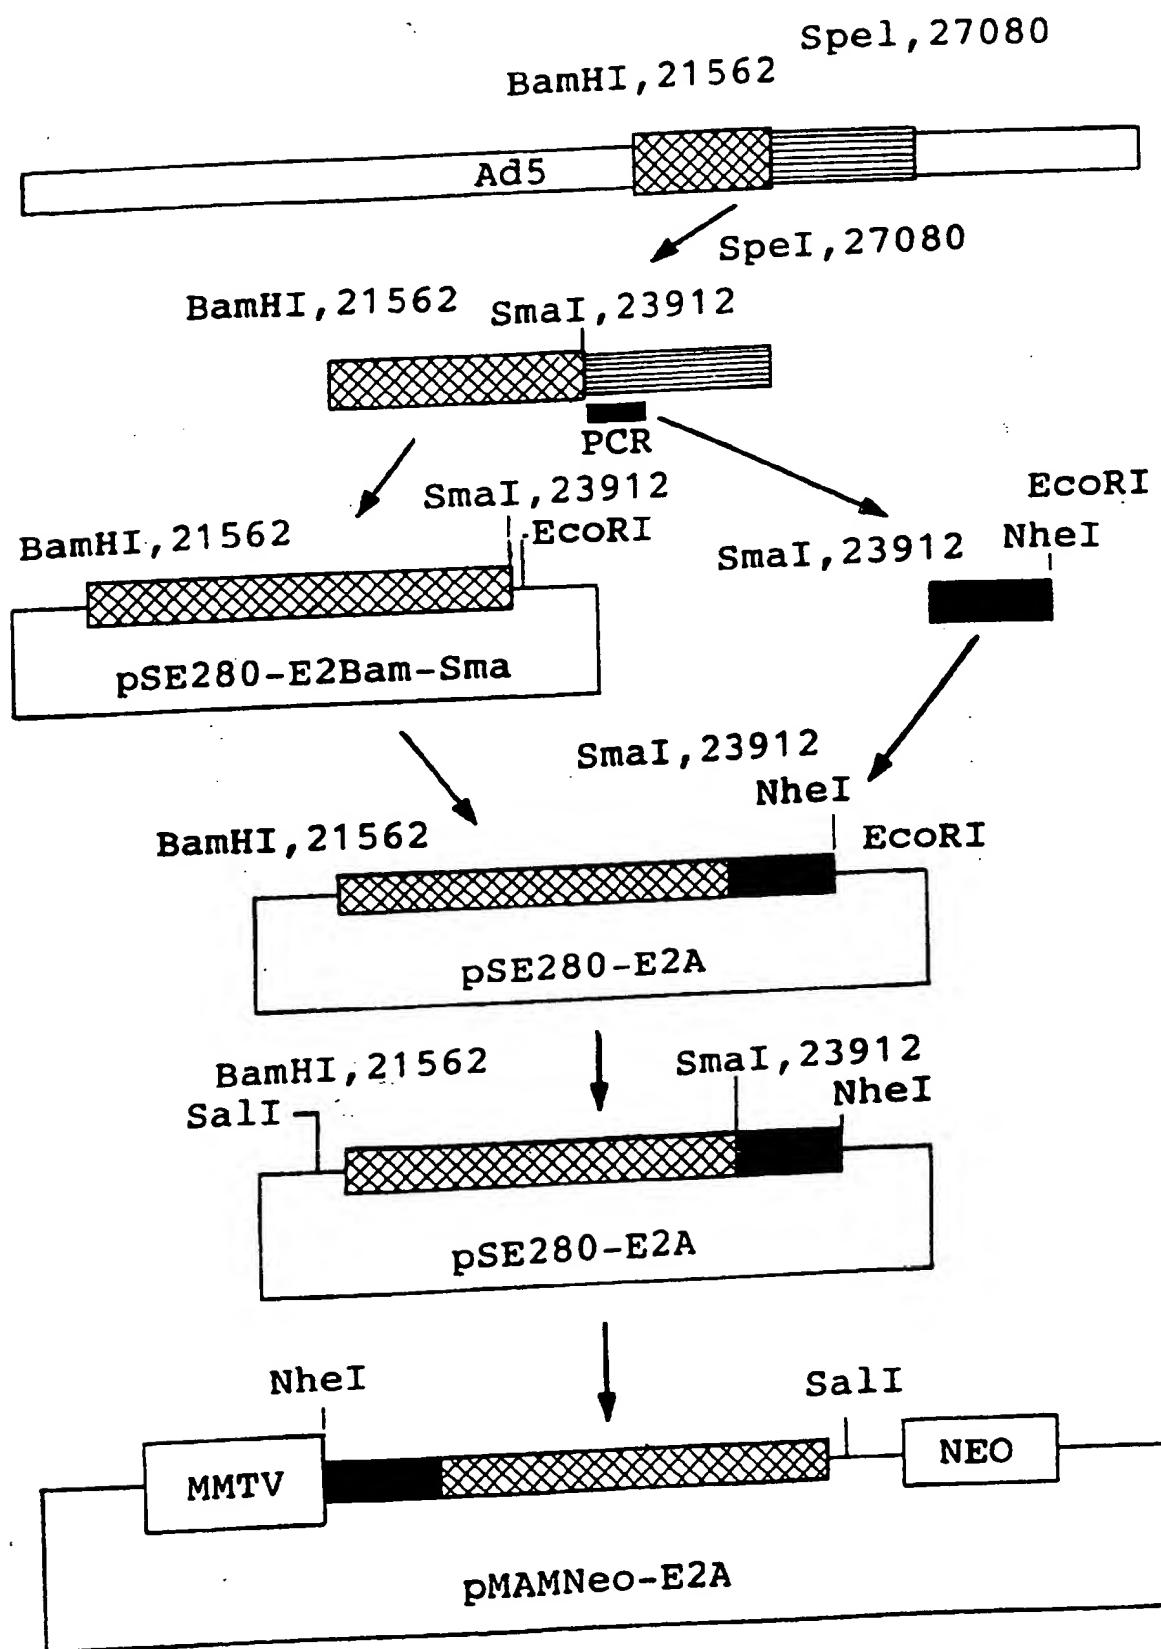 Spel,27080
BamHI,21562
Ad5
SpeI,27080
BamHI,21562
SmaI,23912
PCR
SmaI,23912
EcoRI
BamHI,21562
EcoRI
SmaI,23912
NheI
pSE280-E2Bam-Sma
SmaI,23912
NheI
BamHI,21562
EcoRI
pSE280-E2A
BamHI,21562
SmaI,23912
NheI
SalI
pSE280-E2A
NheI
SalI
MMTV
NEO
pMAMNeo-E2A